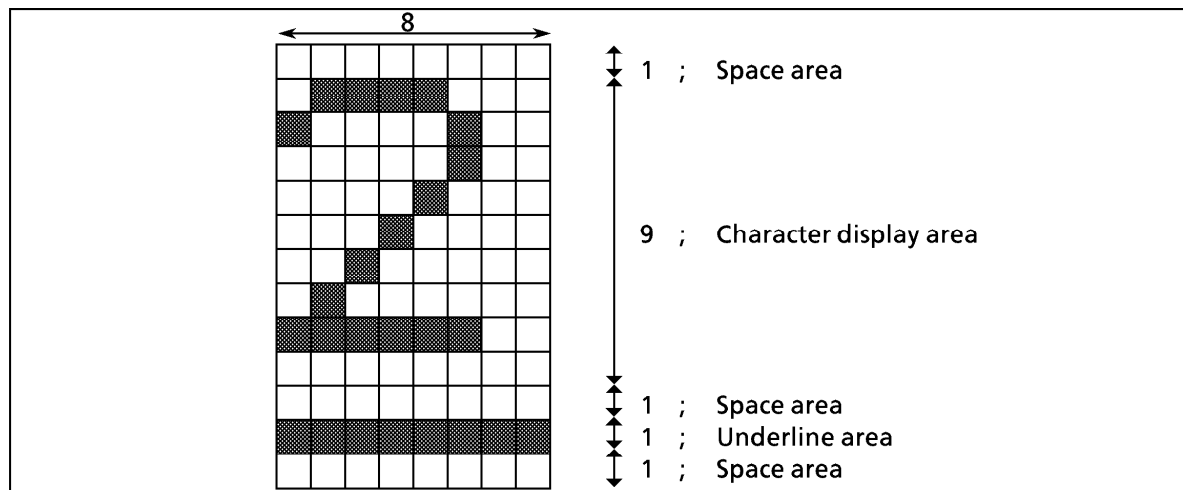 8
1 ; Space area
9 ; Character display area
1 ; Space area
1 ; Underline area
1 ; Space area